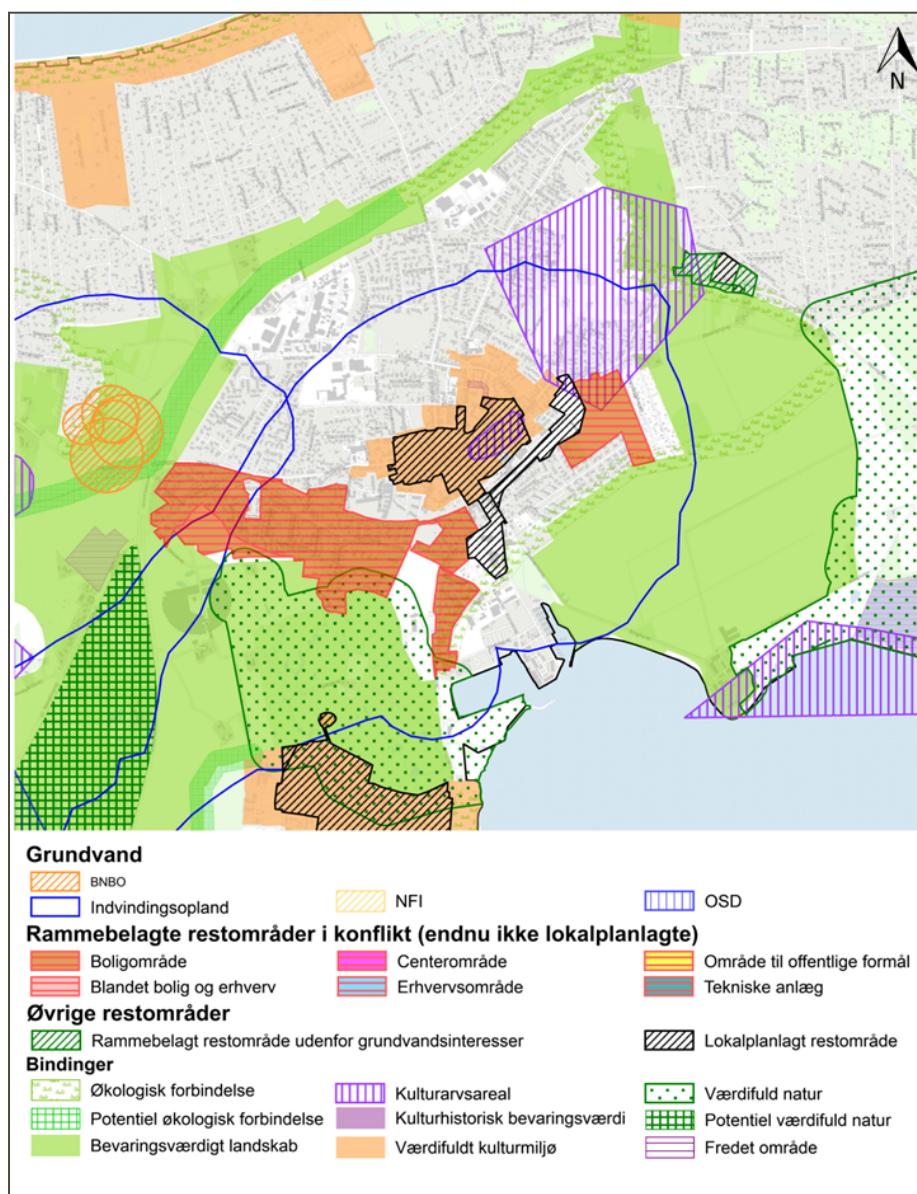 N
Grundvand
BNBO
Indvindingsopland
NFI
OSD
Rammebelagte restområder i konflikt (endnu ikke lokalplanlagte)
Boligområde
Centerområde
Område til offentlige formål
Blandet bolig og erhverv
Erhvervsområde
Tekniske anlæg
Øvrige restområder
Rammebelagt restområde udenfor grundvandsinteresser
Lokalplanlagt restområde
Bindinger
Økologisk forbindelse
Kulturarvsareal
Værdifuld natur
Potentiel økologisk forbindelse
Kulturhistorisk bevaringsværdi
Potentiel værdifuld natur
Bevaringsværdigt landskab
Værdifuldt kulturmiljø
Fredet område